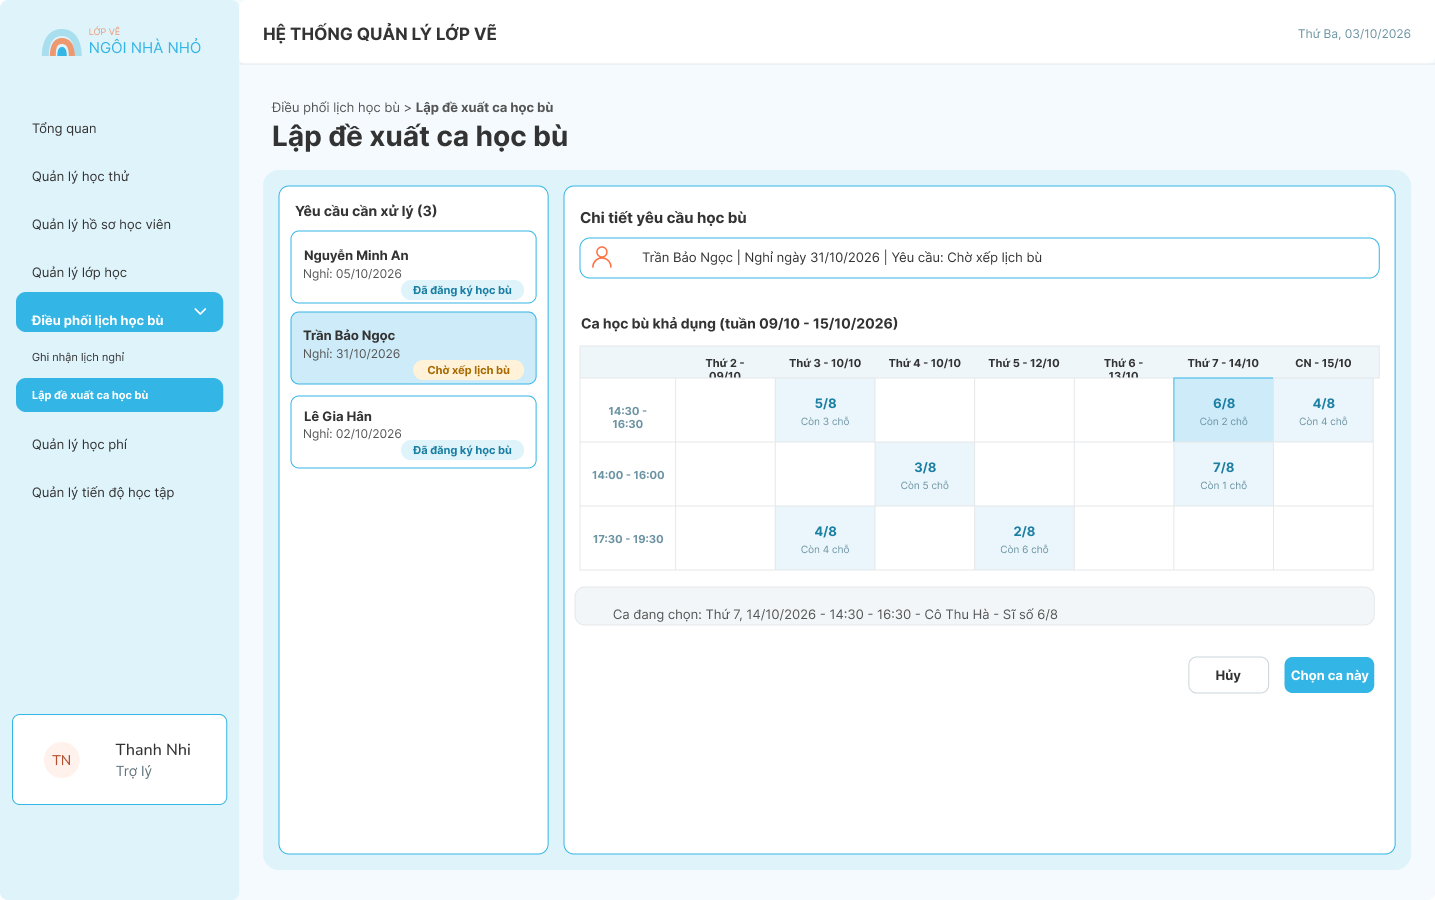 LỚP VẼ
NGÔI NHÀ NHỎ
Tổng quan
Quản lý học thử
Quản lý hồ sơ học viên
Quản lý lớp học
Điều phối lịch học bù
Ghi nhận lịch nghỉ
Lập đề xuất ca học bù
Quản lý học phí
Quản lý tiến độ học tập
TN
Thanh Nhi
Trợ lý
HỆ THỐNG QUẢN LÝ LỚP VẼ
Thứ Ba, 03/10/2026
Điều phối lịch học bù > Lập đề xuất ca học bù
Lập đề xuất ca học bù
Yêu cầu cần xử lý (3)
Nguyễn Minh An
Nghỉ: 05/10/2026
Đã đăng ký học bù
Trần Bảo Ngọc
Nghỉ: 31/10/2026
Chờ xếp lịch bù
Lê Gia Hân
Nghỉ: 02/10/2026
Đã đăng ký học bù
Chi tiết yêu cầu học bù
Trần Bảo Ngọc | Nghỉ ngày 31/10/2026 | Yêu cầu: Chờ xếp lịch bù
Ca học bù khả dụng (tuần 09/10 - 15/10/2026)
Thứ 2 -
09/10
Thứ 3 - 10/10
Thứ 4 - 10/10
Thứ 5 - 12/10
Thứ 6 -
13/10
Thứ 7 - 14/10
CN - 15/10
14:30 -
16:30
5/8
Còn 3 chỗ
6/8
Còn 2 chỗ
4/8
Còn 4 chỗ
14:00 - 16:00
3/8
Còn 5 chỗ
7/8
Còn 1 chỗ
17:30 - 19:30
4/8
Còn 4 chỗ
2/8
Còn 6 chỗ
Ca đang chọn: Thứ 7, 14/10/2026 - 14:30 - 16:30 - Cô Thu Hà - Sĩ số 6/8
Hủy
Chọn ca này